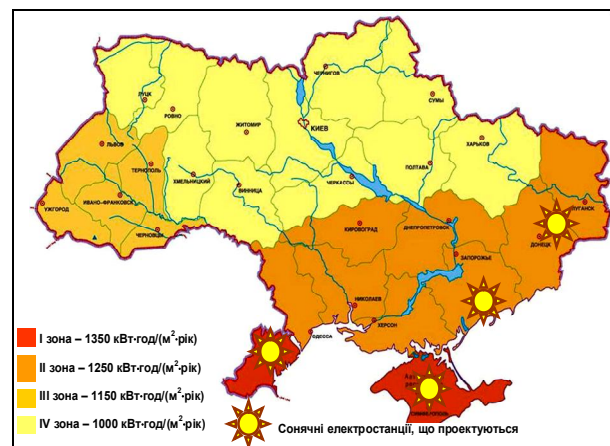 ЧЕРНИГОВ
ЛУЦК
РОВНО
СУМЫ
ЖИТОМИР
КИЕВ
ЛЬВОВ
ХАРЬКОВ
ТЕРНОПОЛЬ
ХМЕЛЬНИЦКИЙ
ПОЛТАВА
ВИННИЦА
ЧЕРКАССЫ
ИВАНО-ФРАНКОВСК
УЖГОРОД
ЛУГАНСК
ЧЕРНОВЦЫ
КИРОВОГРАД
ДНЕПРОПЕТРОВСК
ДОНЕЦК
ЗАПОРОЖЬЕ
НИКОЛАЕВ
ХЕРСОН
ОДЕССА
I зона – 1350 кВт·год/(м²·рік)
II зона – 1250 кВт·год/(м²·рік)
III зона – 1150 кВт·год/(м²·рік)
IV зона – 1000 кВт·год/(м²·рік)
СИМФЕРОПОЛЬ
Сонячні електростанції, що проектуються